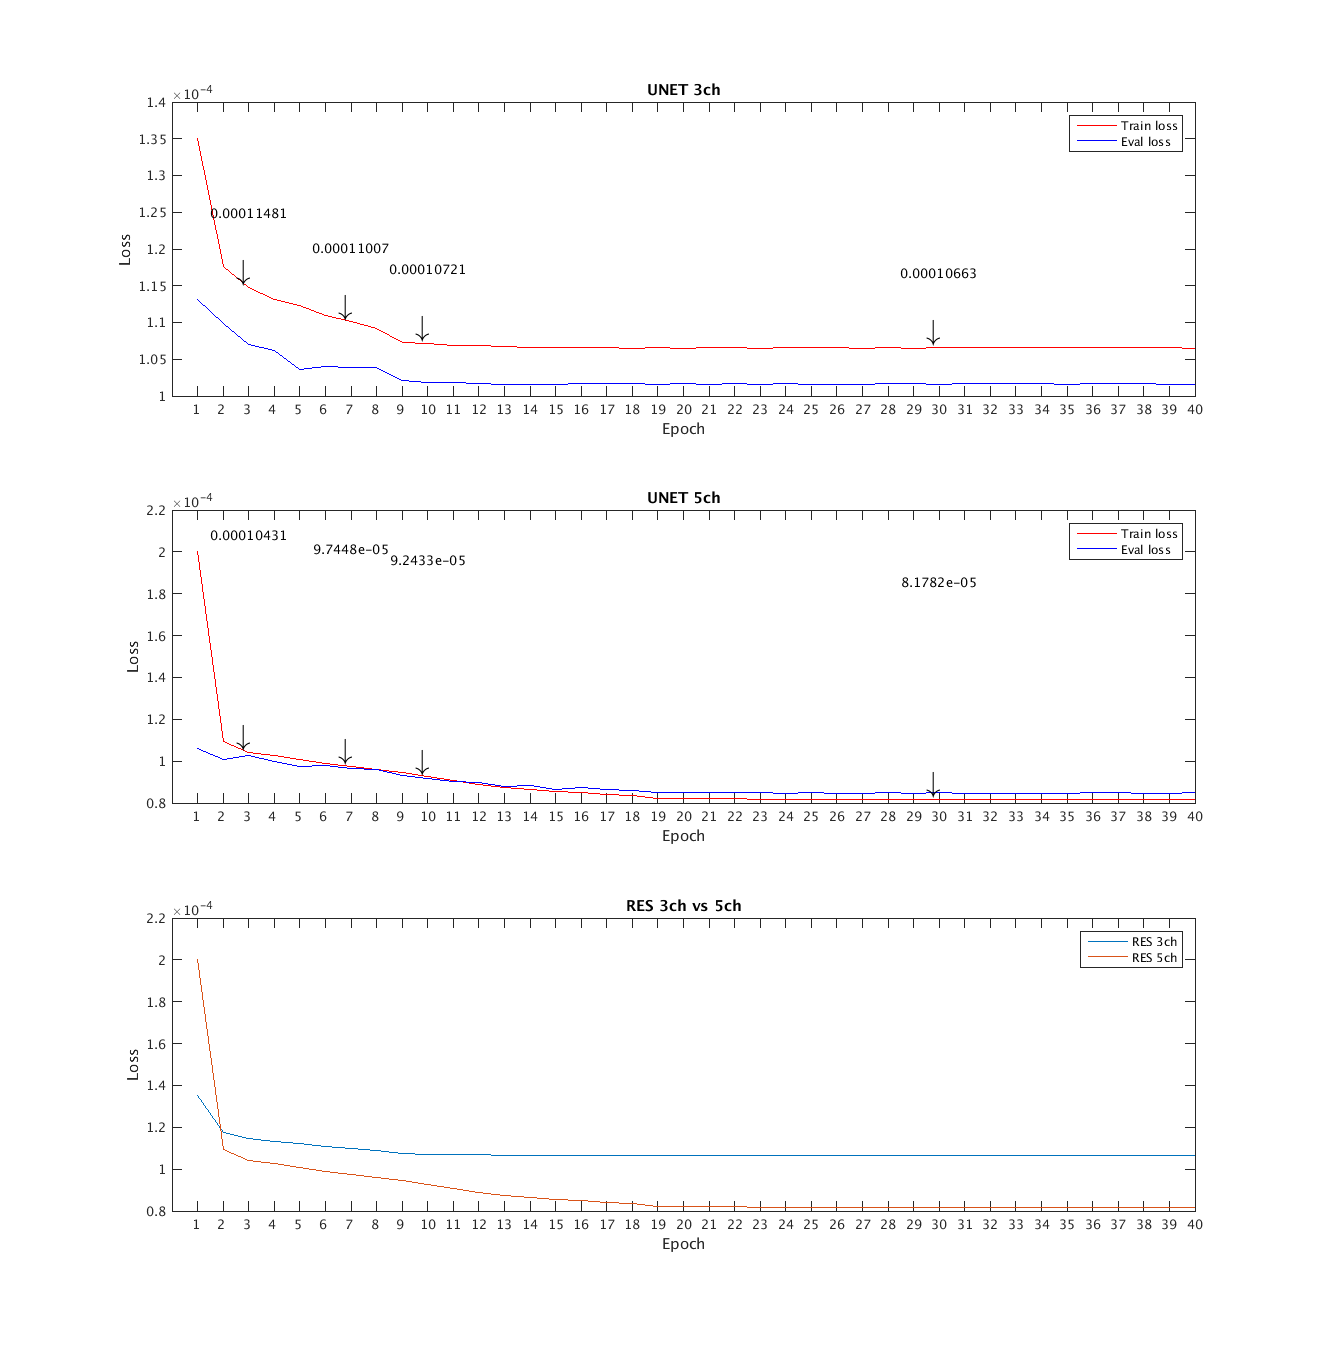 UNET 3ch
×10⁻⁴
1.4
1.35
1.3
1.25
1.2
1.15
1.1
1.05
1
Loss
Train loss
Eval loss
0.00011481
0.00011007
0.00010721
0.00010663
1 2 3 4 5 6 7 8 9 10 11 12 13 14 15 16 17 18 19 20 21 22 23 24 25 26 27 28 29 30 31 32 33 34 35 36 37 38 39 40
Epoch
UNET 5ch
×10⁻⁴
2.2
2
1.8
1.6
1.4
1.2
1
0.8
Loss
Train loss
Eval loss
0.00010431
9.7448e-05
9.2433e-05
8.1782e-05
1 2 3 4 5 6 7 8 9 10 11 12 13 14 15 16 17 18 19 20 21 22 23 24 25 26 27 28 29 30 31 32 33 34 35 36 37 38 39 40
Epoch
RES 3ch vs 5ch
×10⁻⁴
2.2
2
1.8
1.6
1.4
1.2
1
0.8
Loss
RES 3ch
RES 5ch
1 2 3 4 5 6 7 8 9 10 11 12 13 14 15 16 17 18 19 20 21 22 23 24 25 26 27 28 29 30 31 32 33 34 35 36 37 38 39 40
Epoch